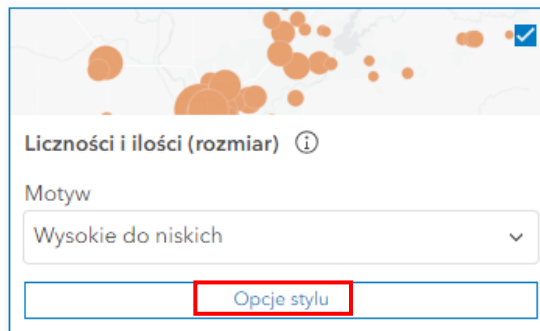 Liczności i ilości (rozmiar)
Motyw
Wysokie do niskich
Opcje stylu